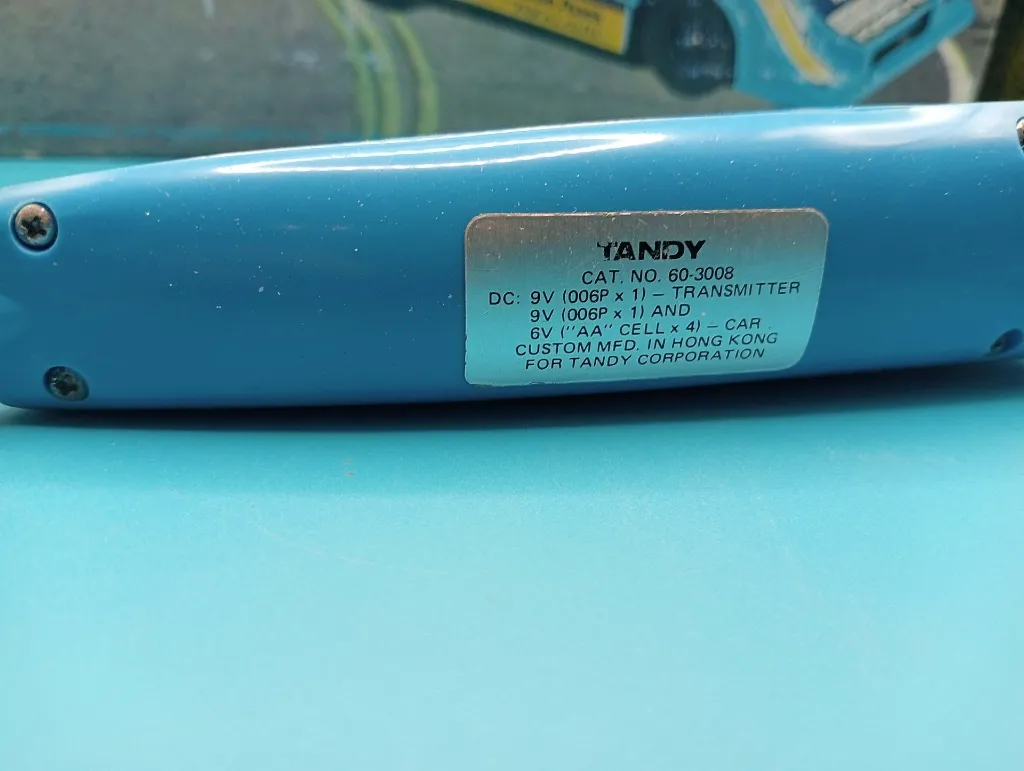 TANDY
CAT. NO. 60-3008
DC: 9V (006P x 1) – TRANSMITTER
9V (006P x 1) AND
6V ("AA" CELL x 4) – CAR
CUSTOM MFD. IN HONG KONG
FOR TANDY CORPORATION